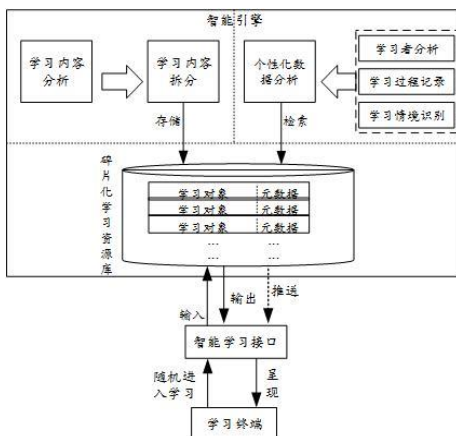 智能引擎
学习内容
分析
学习内容
拆分
个性化数
据分析
学习者分析
学习过程记录
学习情境识别
存储
检索
碎片化学习资源库
学习对象 元数据
学习对象 元数据
学习对象 元数据
... ...
... ...
输入
输出
推送
智能学习接口
随机进
入学习
呈现
学习终端